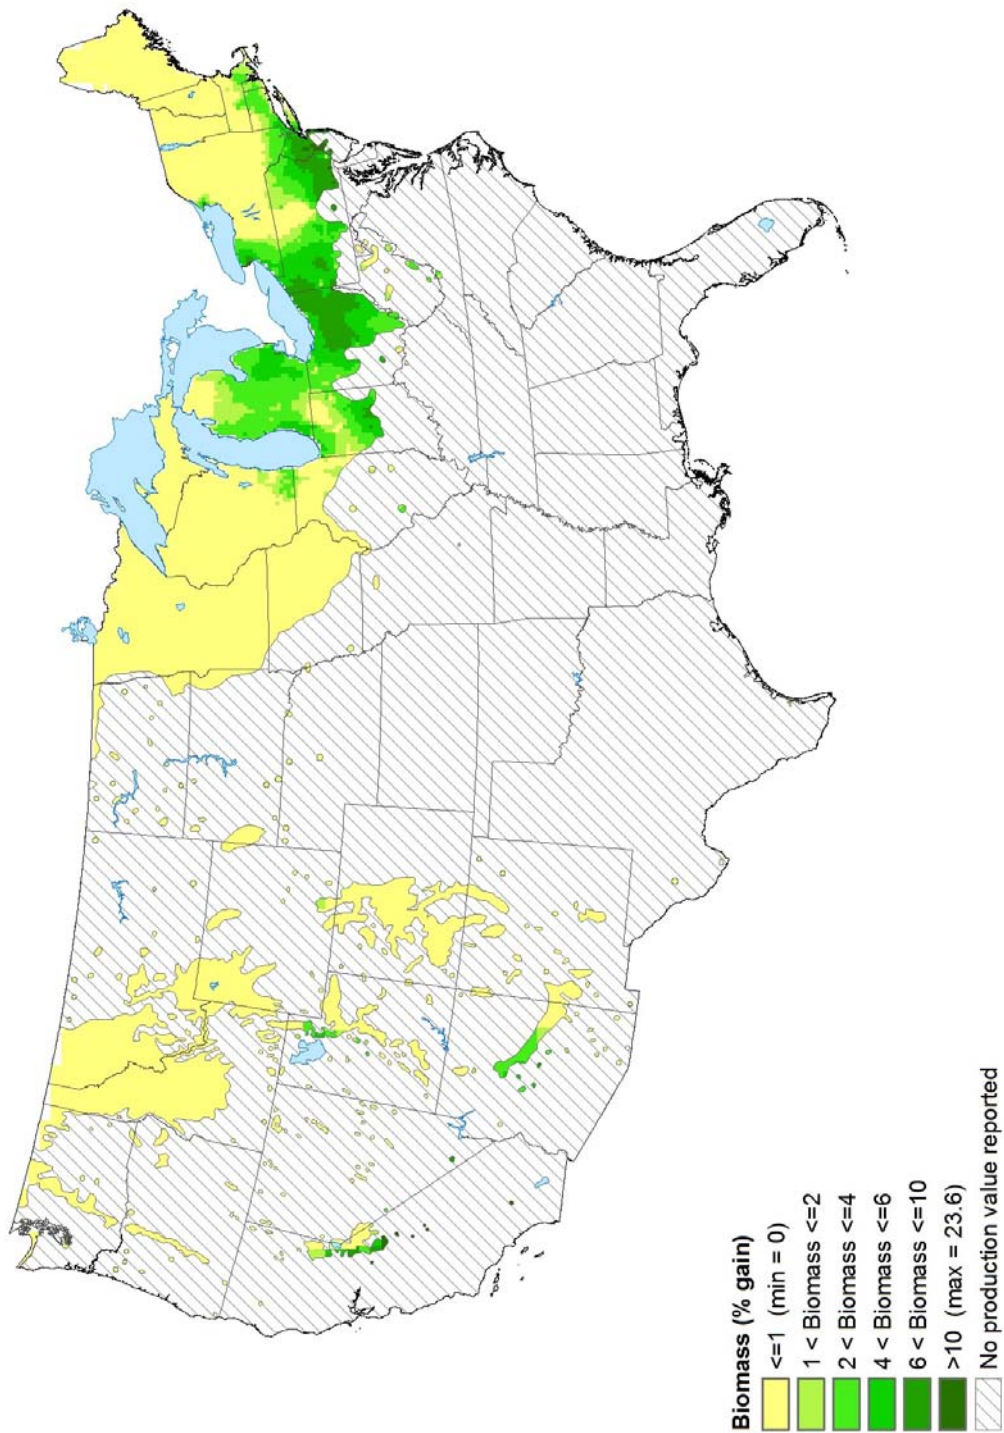 Biomass (% gain)
<=1 (min = 0)
1 < Biomass <=2
2 < Biomass <=4
4 < Biomass <=6
6 < Biomass <=10
>10 (max = 23.6)
No production value reported